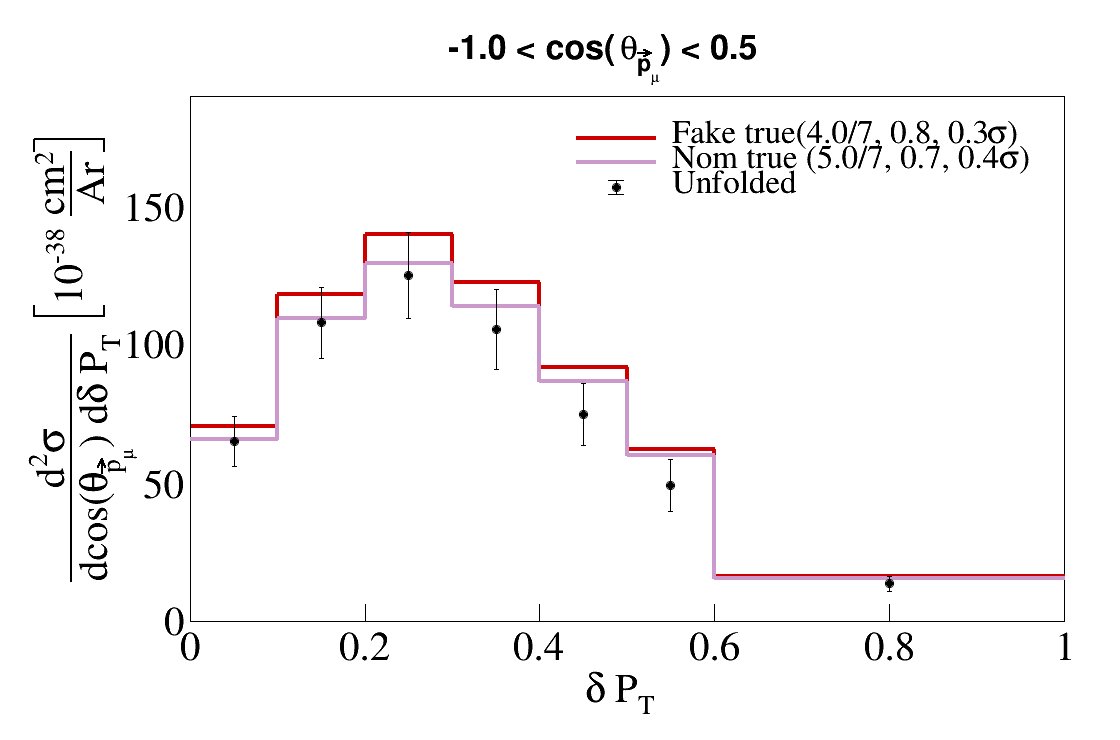 -1.0 < cos(θ_{\vec{p}_μ}) < 0.5
Fake true(4.0/7, 0.8, 0.3σ)
Nom true (5.0/7, 0.7, 0.4σ)
Unfolded
d²σ / dcos(θ_{\vec{p}_μ}) dδ P_T [10⁻³⁸ cm²/Ar]
150
100
50
0
0 0.2 0.4 0.6 0.8 1
δ P_T